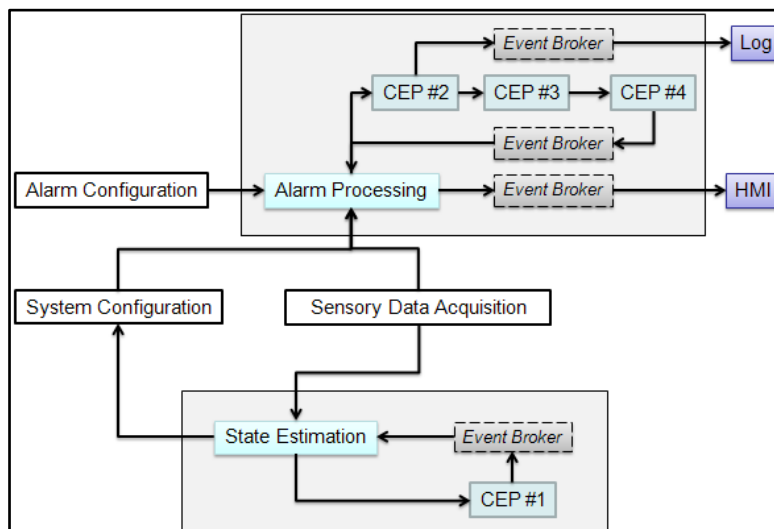 Event Broker
Log
CEP #2
CEP #3
CEP #4
Event Broker
Alarm Configuration
Alarm Processing
Event Broker
HMI
System Configuration
Sensory Data Acquisition
State Estimation
Event Broker
CEP #1